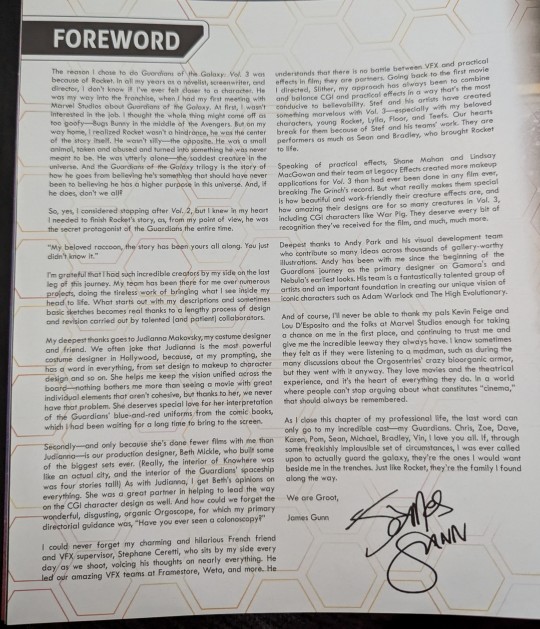 FOREWORD
The reason I chose to do Guardians of the Galaxy Vol. 3 was
because of Rocket. In all my years as a novelist, screenwriter, and
director, I don't know if I've ever felt closer to a character. He
was my way into the franchise, when I had my first meeting with
Marvel Studios about Guardians of the Galaxy. At first, I wasn't
interested in the job. I thought the whole thing might come off as
too goofy—Bugs Bunny in the middle of the Avengers. But on my
way home, I realized Rocket wasn't a hindrance, he was the center
of the story itself. He wasn't silly—the opposite. He was a small
animal, taken and abused and turned into something he was never
meant to be. He was utterly alone—the saddest creature in the
universe. And the Guardians of the Galaxy trilogy is the story of
how he goes from believing he's something that should have never
been to believing he has a higher purpose in this universe. And, if
he does, don't we all?
So, yes, I considered stopping after Vol. 2, but I knew in my heart
I needed to finish Rocket's story, as, from my point of view, he was
the secret protagonist of the Guardians the entire time.
"My beloved raccoon, the story has been yours all along. You just
didn't know it."
I'm grateful that I had such incredible creators by my side on the last
leg of this journey. My team has been there for me over numerous
projects, doing the tireless work of bringing what I see inside my
head to life. What starts out with my descriptions and sometimes
basic sketches becomes real thanks to a lengthy process of design
and revision carried out by talented (and patient) collaborators.
My deepest thanks goes to Judianna Makovsky, my costume designer
and friend. We often joke that Judianna is the most powerful
costume designer in Hollywood, because, at my prompting, she
has a word in everything, from set design to makeup to character
design and so on. She helps me keep the vision unified across the
board—nothing bothers me more than seeing a movie with great
individual elements that aren't cohesive, but thanks to her, we never
have that problem. She deserves special love for her interpretation
of the Guardians' blue-and-red uniforms from the comic books,
which I had been waiting for a long time to bring to the screen.
Secondly—and only because she's done fewer films with me than
Judianna—is our production designer, Beth Mickle, who built some
of the biggest sets ever. (Really, the interior of Knowhere was
like an actual city, and the interior of the Guardians' spaceship
was four stories tall!) As with Judianna, I get Beth's opinions on
everything. She was a great partner in helping to lead the way
on the CGI character design as well. And how could we forget the
wonderful, disgusting, organic Orgoscope, for which my primary
directorial guidance was, "Have you ever seen a colonoscopy?"
I could never forget my charming and hilarious French friend
and VFX supervisor, Stephane Ceretti, who sits by my side every
day as we shoot, voicing his thoughts on nearly everything. He
led our amazing VFX teams at Framestore, Weta, and more. He
understands that there is no battle between VFX and practical
effects in film; they are partners. Going back to the first movie
I directed, Slither, my approach has always been to combine
and balance CGI and practical effects in a way that's the most
conducive to believability. Stef and his artists have created
something marvelous with Vol. 3—especially with my beloved
characters, young Rocket, Lylla, Floor, and Teefs. Our hearts
break for them because of Stef and his teams' work. They are
performers as much as Sean and Bradley, who brought Rocket
to life.
Speaking of practical effects, Shane Mahan and Lindsay
MacGowan and their team at Legacy Effects created more makeup
applications for Vol. 3 than had ever been done in any film ever,
breaking The Grinch's record. But what really makes them special
is how beautiful and work-friendly their creature effects are, and
how amazing their designs are for so many creatures in Vol. 3,
including CGI characters like War Pig. They deserve every bit of
recognition they've received for the film, and much, much more.
Deepest thanks to Andy Park and his visual development team
who contribute so many ideas across thousands of gallery-worthy
illustrations. Andy has been with me since the beginning of the
Guardians journey as the primary designer on Gamora's and
Nebula's earliest looks. His team is a fantastically talented group of
artists and an important foundation in creating our unique vision of
iconic characters such as Adam Warlock and The High Evolutionary.
And of course, I'll never be able to thank my pals Kevin Feige and
Lou D'Esposito and the folks at Marvel Studios enough for taking
a chance on me in the first place, and continuing to trust me and
give me the incredible leeway they always have. I know sometimes
they felt as if they were listening to a madman, such as during the
many discussions about the Orgosentries' crazy bioorganic armor,
but they went with it anyway. They love movies and the theatrical
experience, and it's the heart of everything they do. In a world
where people can't stop arguing about what constitutes "cinema,"
that should always be remembered.
As I close this chapter of my professional life, the last word can
only go to my incredible cast—my Guardians. Chris, Zoe, Dave,
Karen, Pom, Sean, Michael, Bradley, Vin, I love you all. If, through
some freakishly implausible set of circumstances, I was ever called
upon to actually guard the galaxy, they're the ones I would want
beside me in the trenches. Just like Rocket, they're the family I found
along the way.
We are Groot,
James Gunn
James
Gunn